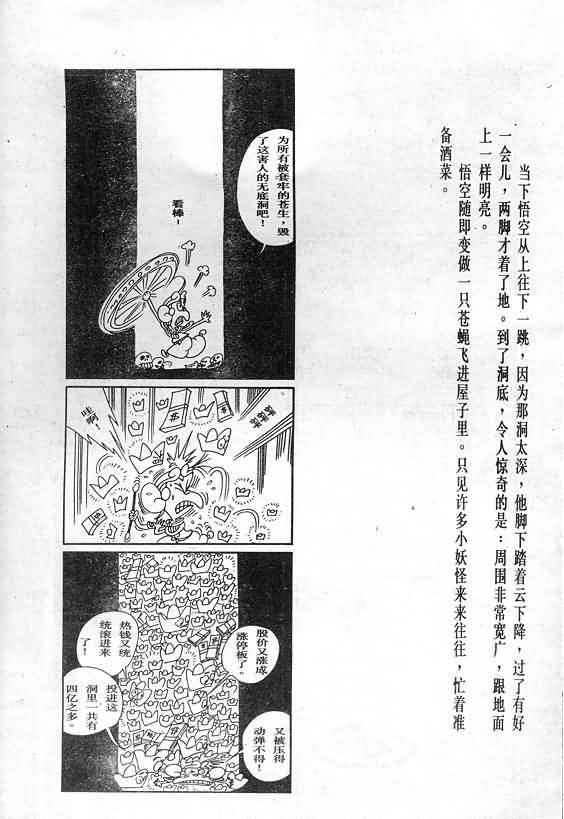 当下悟空从上往下一跳，因为那洞太深，他脚下踏着云下降，过了有好
一会儿，两脚才着了地。到了洞底，令人惊奇的是：周围非常宽广，跟地面
上一样明亮。
悟空随即变做一只苍蝇飞进屋子里。只见许多小妖怪来来往往，忙着准
备酒菜。
为所有被套牢的苍生，毁
了这害人的无底洞吧！
看棒！
哇啊！
股价又涨成
涨停板了。
热钱又统
统滚进来
了！
投进这
洞里一共有
四亿之多。
又被压得
动弹不得！